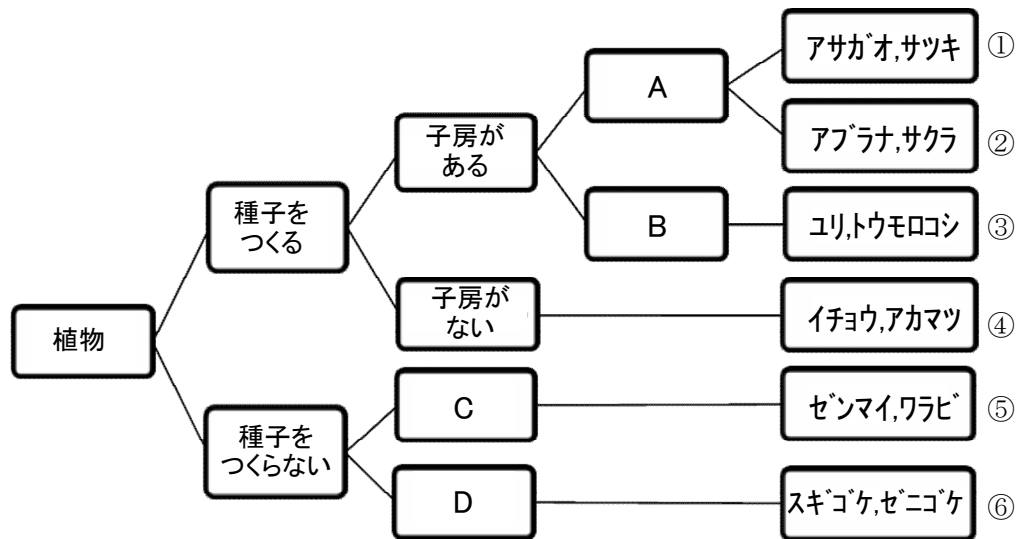 アサガオ,サツキ ①
A
アブラナ,サクラ ②
子房が
ある
B
ユリ,トウモロコシ ③
種子を
つくる
子房が
ない
イチョウ,アカマツ ④
植物
C
ゼンマイ,ワラビ ⑤
種子を
つくらない
D
スギゴケ,ゼニゴケ ⑥